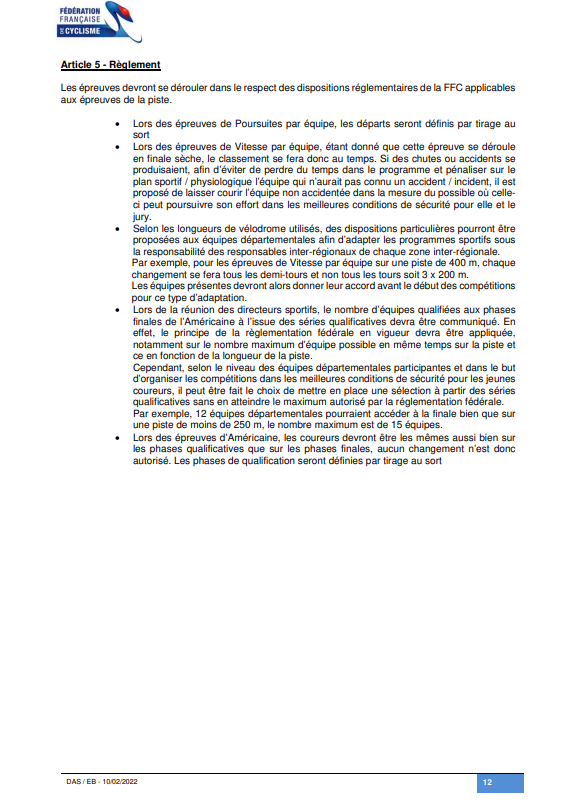 FÉDÉRATION
FRANÇAISE
DE CYCLISME
Article 5 - Règlement
Les épreuves devront se dérouler dans le respect des dispositions réglementaires de la FFC applicables
aux épreuves de la piste.
• Lors des épreuves de Poursuites par équipe, les départs seront définis par tirage au
sort
• Lors des épreuves de Vitesse par équipe, étant donné que cette épreuve se déroule
en finale sèche, le classement se fera donc au temps. Si des chutes ou accidents se
produisaient, afin d'éviter de perdre du temps dans le programme et pénaliser sur le
plan sportif / physiologique l'équipe qui n'aurait pas connu un accident / incident, il est
proposé de laisser courir l'équipe non accidentée dans la mesure du possible où celle-
ci peut poursuivre son effort dans les meilleures conditions de sécurité pour elle et le
jury.
• Selon les longueurs de vélodrome utilisés, des dispositions particulières pourront être
proposées aux équipes départementales afin d'adapter les programmes sportifs sous
la responsabilité des responsables inter-régionaux de chaque zone inter-régionale.
Par exemple, pour les épreuves de Vitesse par équipe sur une piste de 400 m, chaque
changement se fera tous les demi-tours et non tous les tours soit 3 x 200 m.
Les équipes présentes devront alors donner leur accord avant le début des compétitions
pour ce type d'adaptation.
• Lors de la réunion des directeurs sportifs, le nombre d'équipes qualifiées aux phases
finales de l'Américaine à l'issue des séries qualificatives devra être communiqué. En
effet, le principe de la règlementation fédérale en vigueur devra être appliquée,
notamment sur le nombre maximum d'équipe possible en même temps sur la piste et
ce en fonction de la longueur de la piste.
Cependant, selon le niveau des équipes départementales participantes et dans le but
d'organiser les compétitions dans les meilleures conditions de sécurité pour les jeunes
coureurs, il peut être fait le choix de mettre en place une sélection à partir des séries
qualificatives sans en atteindre le maximum autorisé par la réglementation fédérale.
Par exemple, 12 équipes départementales pourraient accéder à la finale bien que sur
une piste de moins de 250 m, le nombre maximum est de 15 équipes.
• Lors des épreuves d'Américaine, les coureurs devront être les mêmes aussi bien sur
les phases qualificatives que sur les phases finales, aucun changement n'est donc
autorisé. Les phases de qualification seront définies par tirage au sort
DAS / EB - 10/02/2022
12